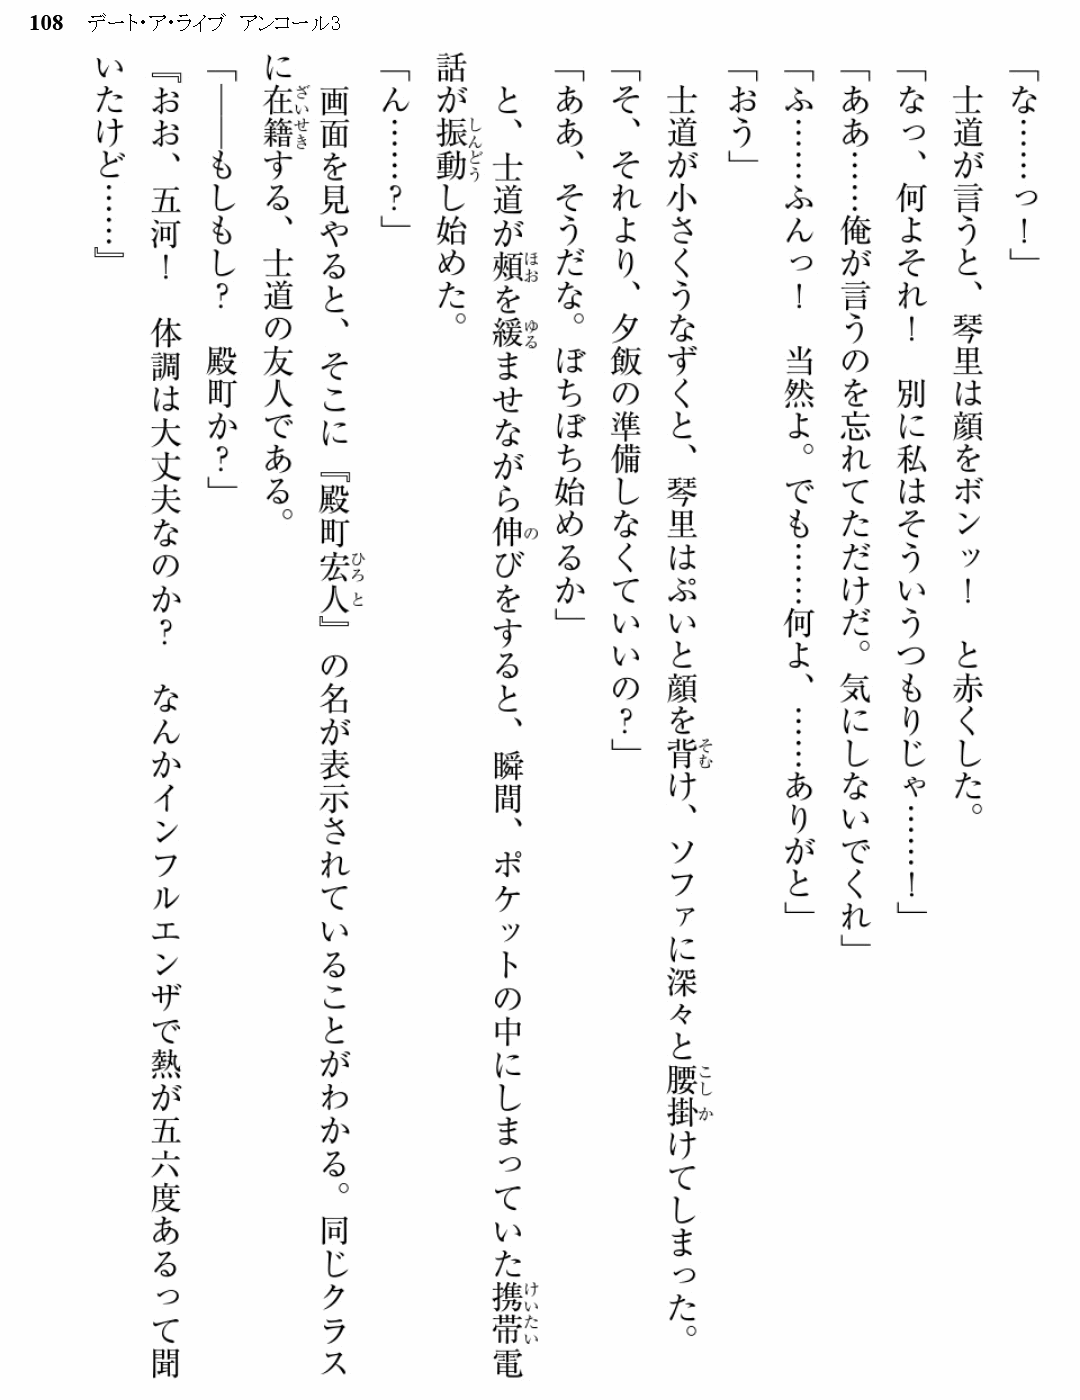 108 デート・ア・ライブ アンコール3
「な……っ！」
　士道が言うと、琴里は顔をボンッ！　と赤くした。
「なっ、何よそれ！　別に私はそういうつもりじゃ……！」
「ああ……俺が言うのを忘れてただけだ。気にしないでくれ」
「ふ……ふんっ！　当然よ。でも……何よ、……ありがと」
「おう」
　士道が小さくうなずくと、琴里はぷいと顔を背け、ソファに深々と腰掛けてしまった。
「そ、それより、夕飯の準備しなくていいの？」
「ああ、そうだな。ぼちぼち始めるか」
　と、士道が頬を緩ませながら伸びをすると、瞬間、ポケットの中にしまっていた携帯電
話が振動し始めた。
「ん……？」
　画面を見やると、そこに『殿町宏人』の名が表示されていることがわかる。同じクラス
に在籍する、士道の友人である。
「――もしもし？　殿町か？」
『おお、五河！　体調は大丈夫なのか？　なんかインフルエンザで熱が五六度あるって聞
いたけど……』